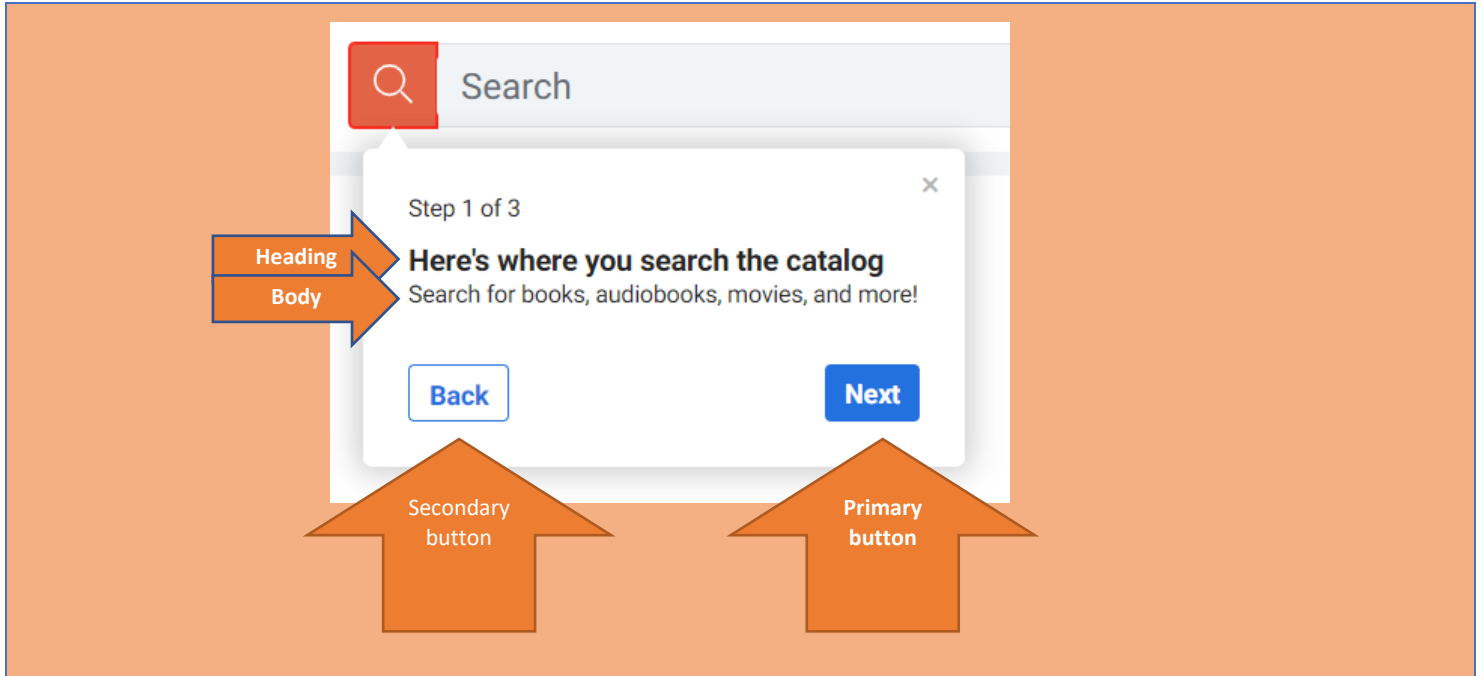 Search
×
Step 1 of 3
Heading
Here's where you search the catalog
Body
Search for books, audiobooks, movies, and more!
Back
Next
Secondary
button
Primary
button